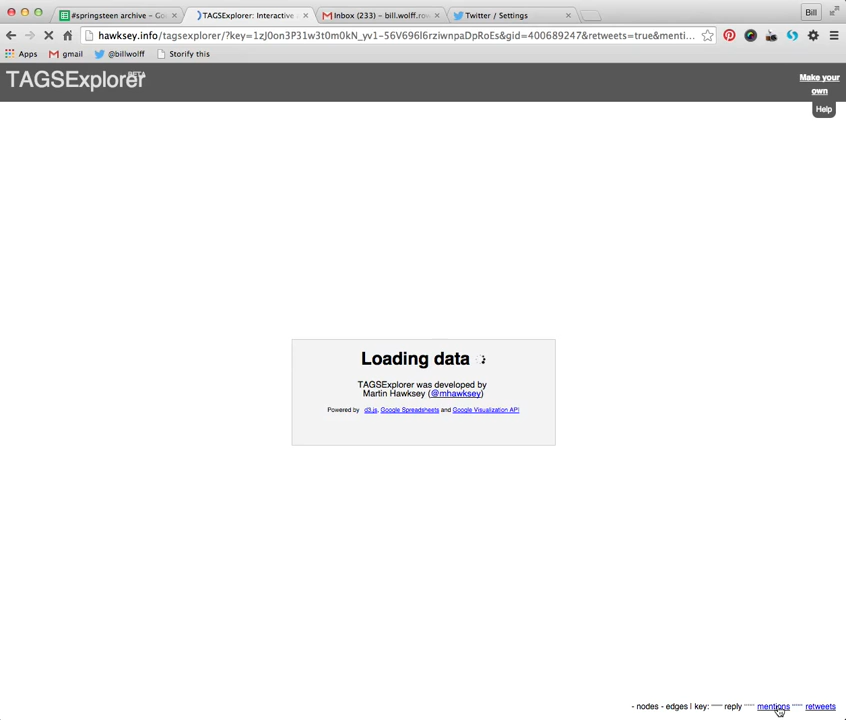 #springsteen archive – Go
TAGSExplorer: Interactive
Inbox (233) – bill.wolff.row
Twitter / Settings
Bill
hawksey.info/tagsexplorer/?key=1zJ0on3P31w3t0m0kN_yv1-56V696l6rziwnpaDpRoEs&gid=400689247&retweets=true&menti...
Apps
gmail
@billwolff
Storify this
TAGSExplorer
BETA
Make your own
Help
Loading data
TAGSExplorer was developed by
Martin Hawksey (@mhawksey)
Powered by d3.js, Google Spreadsheets and Google Visualization API
- nodes - edges | key: — reply ---- mentions ---- retweets